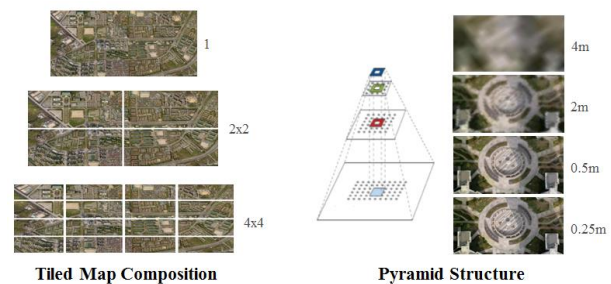 1
2x2
4x4
Tiled Map Composition
4m
2m
0.5m
0.25m
Pyramid Structure